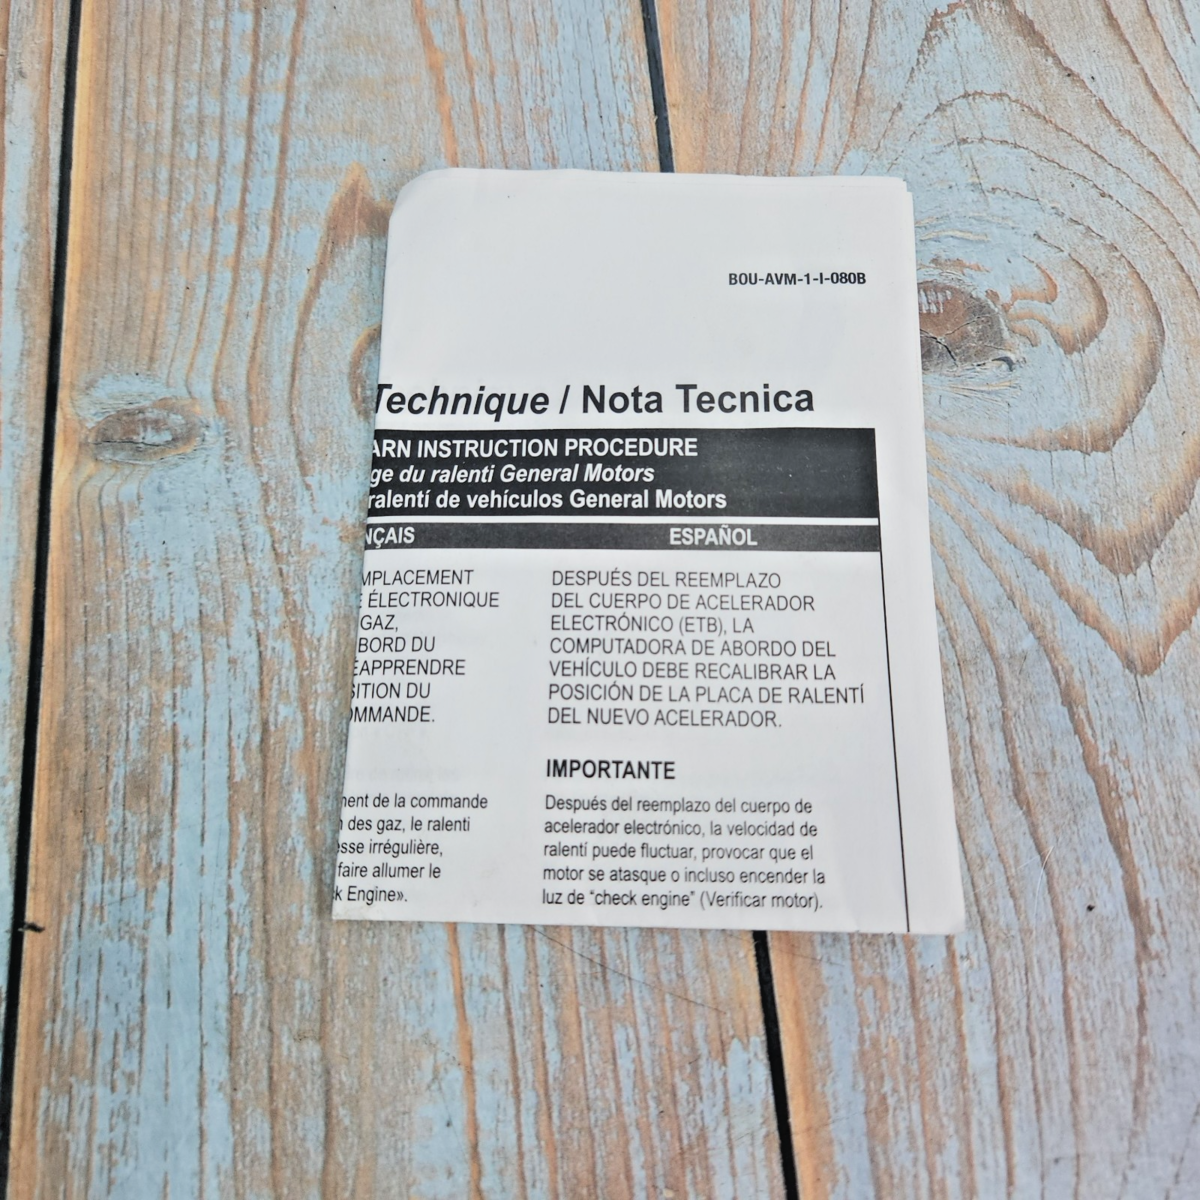 BOU-AVM-1-I-080B
Technique / Nota Tecnica
ARN INSTRUCTION PROCEDURE
ge du ralenti General Motors
ralentí de vehículos General Motors
NÇAIS
ESPAÑOL
MPLACEMENT
ÉLECTRONIQUE
GAZ,
BORD DU
ÉAPPRENDRE
SITION DU
OMMANDE.
ment de la commande
des gaz, le ralenti
esse irrégulière,
faire allumer le
k Engine».
DESPUÉS DEL REEMPLAZO
DEL CUERPO DE ACELERADOR
ELECTRÓNICO (ETB), LA
COMPUTADORA DE ABORDO DEL
VEHÍCULO DEBE RECALIBRAR LA
POSICIÓN DE LA PLACA DE RALENTÍ
DEL NUEVO ACELERADOR.
IMPORTANTE
Después del reemplazo del cuerpo de
acelerador electrónico, la velocidad de
ralentí puede fluctuar, provocar que el
motor se atasque o incluso encender la
luz de “check engine” (Verificar motor).